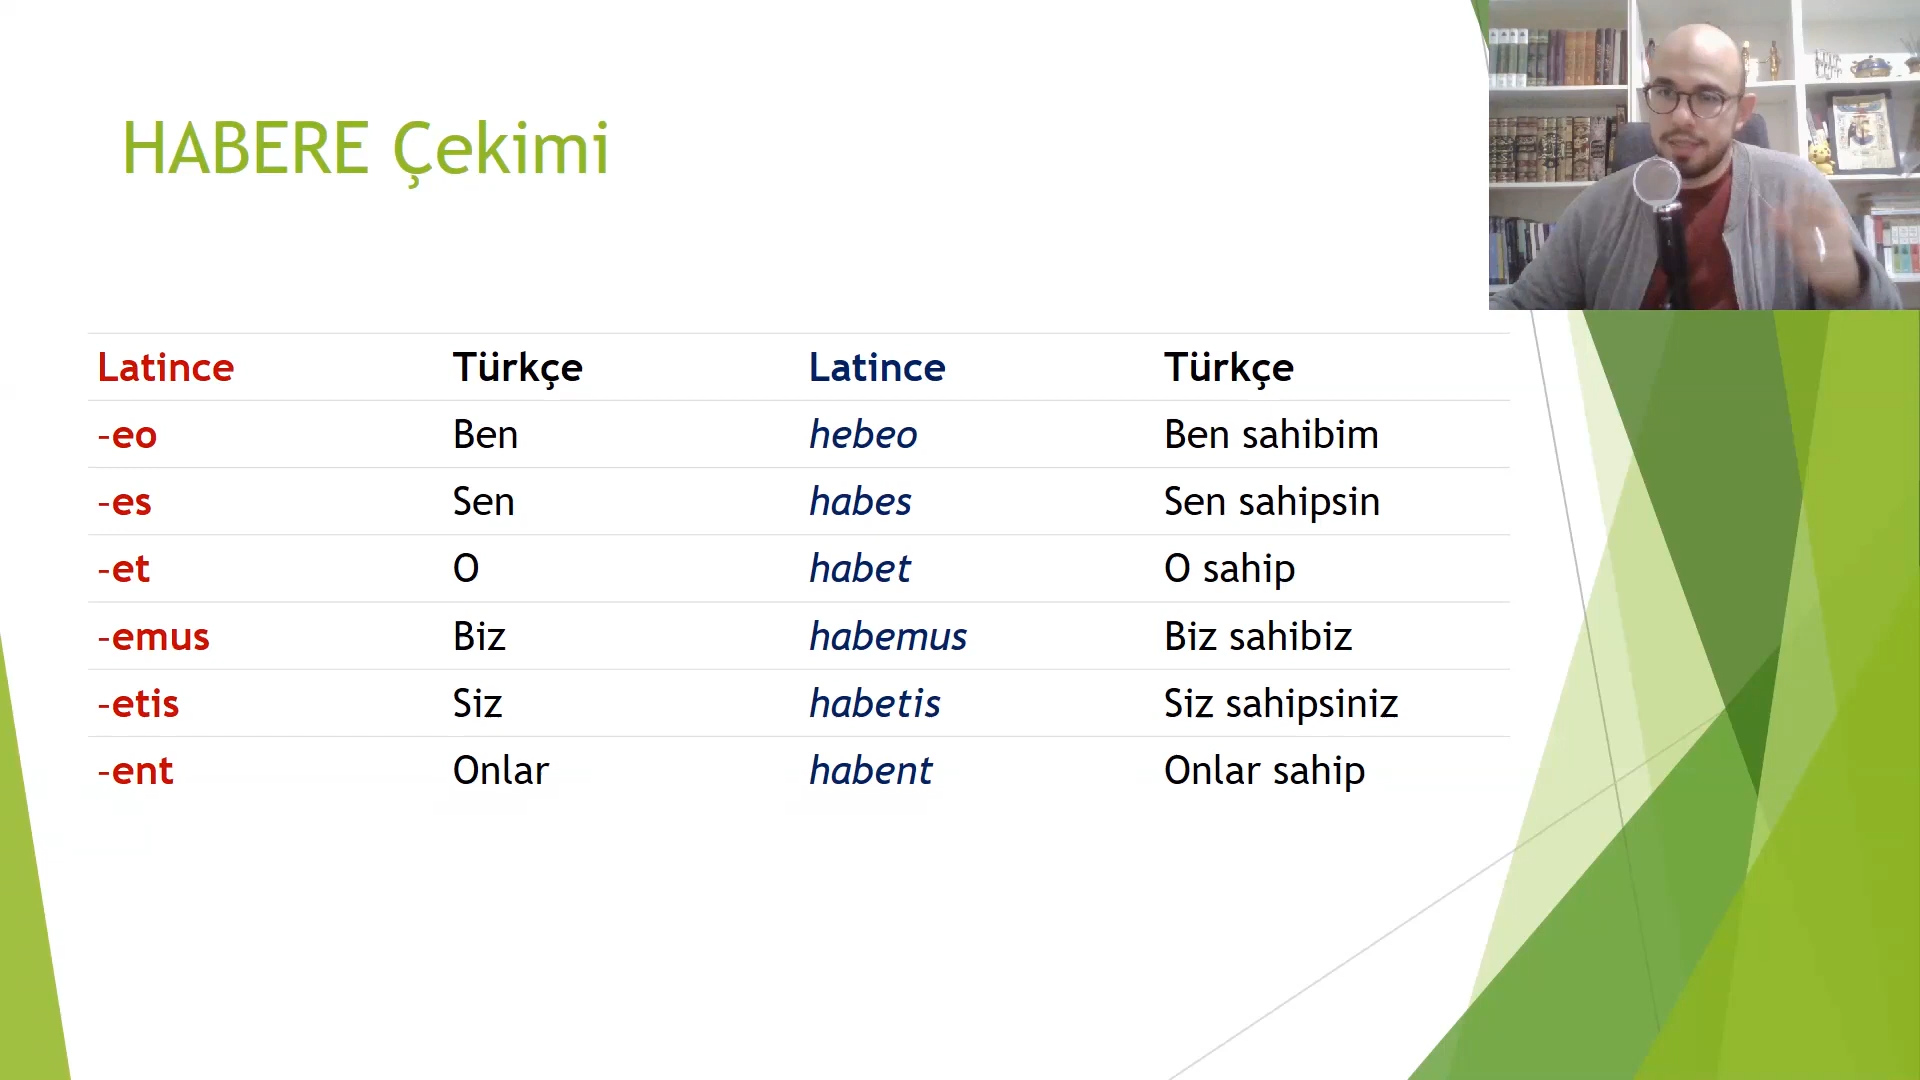 HABERE Çekimi
Latince Türkçe Latince Türkçe
-eo Ben hebeo Ben sahibim
-es Sen habes Sen sahipsin
-et O habet O sahip
-emus Biz habemus Biz sahibiz
-etis Siz habetis Siz sahipsiniz
-ent Onlar habent Onlar sahip